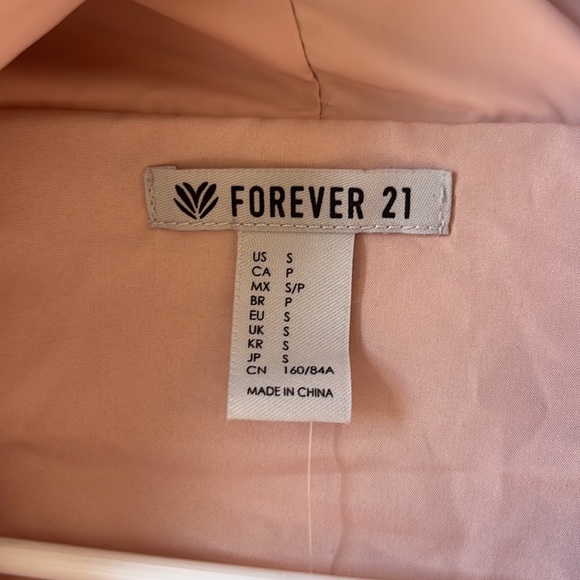 FOREVER 21
US S
CA P
MX S/P
BR P
EU S
UK S
KR S
JP S
CN 160/84A
MADE IN CHINA